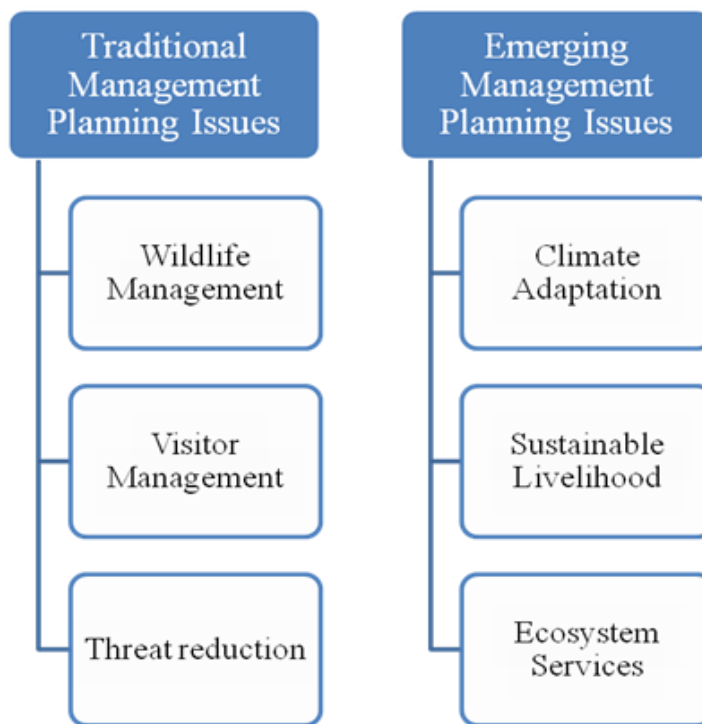 Traditional
Management
Planning Issues
Wildlife
Management
Visitor
Management
Threat reduction
Emerging
Management
Planning Issues
Climate
Adaptation
Sustainable
Livelihood
Ecosystem
Services